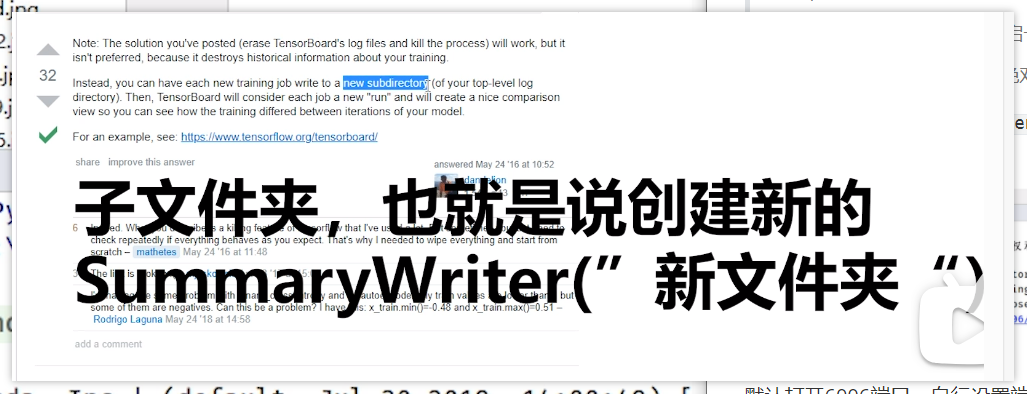 Note: The solution you've posted (erase TensorBoard's log files and kill the process) will work, but it
isn't preferred, because it destroys historical information about your training.
32
Instead, you can have each new training job write to a new subdirectory (of your top-level log
directory). Then, TensorBoard will consider each job a new "run" and will create a nice comparison
view so you can see how the training differed between iterations of your model.
For an example, see: https://www.tensorflow.org/tensorboard/
share improve this answer
answered May 24 '16 at 10:52
dandelion
子文件夹，也就是说创建新的
SummaryWriter(”新文件夹“)
6
check repeatedly if everything behaves as you expect. That's why I needed to wipe everything and start from
scratch – mathetes May 24 '16 at 11:48
some of them are negatives. Can this be a problem? I have this: x_train.min()=-0.48 and x_train.max()=0.51 –
Rodrigo Laguna May 24 '18 at 14:58
add a comment